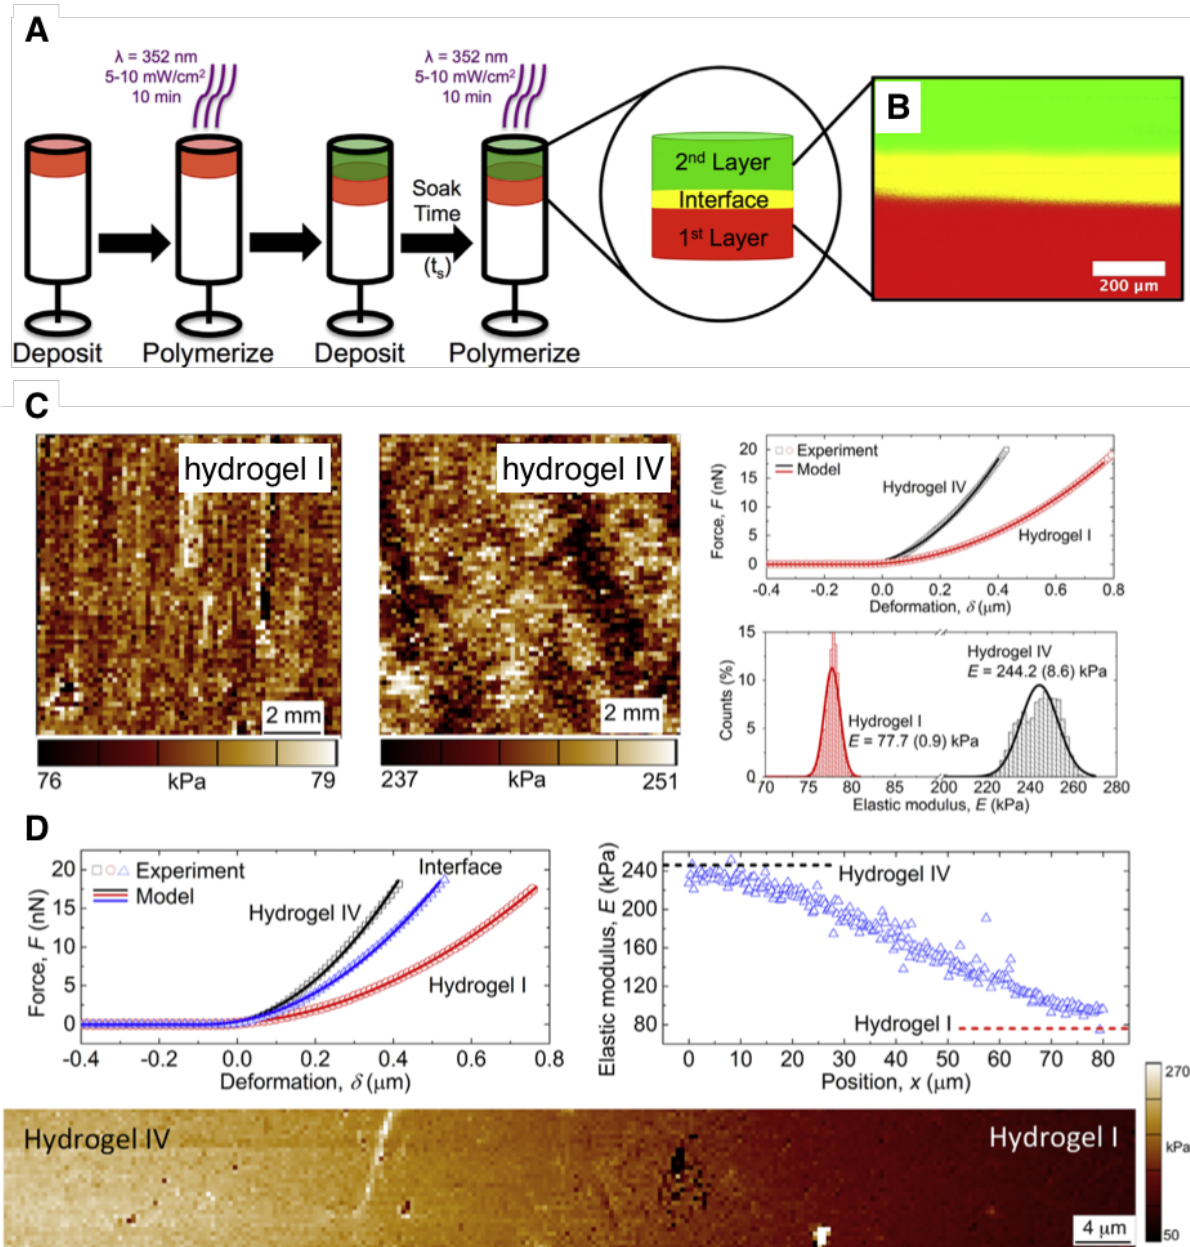 A
λ = 352 nm
5-10 mW/cm²
10 min
λ = 352 nm
5-10 mW/cm²
10 min
Soak
Time
(tₛ)
Deposit
Polymerize
Deposit
Polymerize
2nd Layer
Interface
1st Layer
B
200 µm
C
hydrogel I
2 mm
76
kPa
79
hydrogel IV
2 mm
237
kPa
251
Experiment
Model
Hydrogel IV
Hydrogel I
Force, F (nN)
20
15
10
5
0
-0.4
-0.2
0.0
0.2
0.4
0.6
0.8
Deformation, δ (µm)
Counts (%)
15
10
5
0
Hydrogel IV
E = 244.2 (8.6) kPa
Hydrogel I
E = 77.7 (0.9) kPa
70
75
80
85
200
220
240
260
280
Elastic modulus, E (kPa)
D
Experiment
Model
Interface
Hydrogel IV
Hydrogel I
Force, F (nN)
20
15
10
5
0
-0.4
-0.2
0.0
0.2
0.4
0.6
0.8
Deformation, δ (µm)
Elastic modulus, E (kPa)
240
200
160
120
80
Hydrogel IV
Hydrogel I
0
10
20
30
40
50
60
70
80
Position, x (µm)
Hydrogel IV
Hydrogel I
4 µm
270
kPa
50